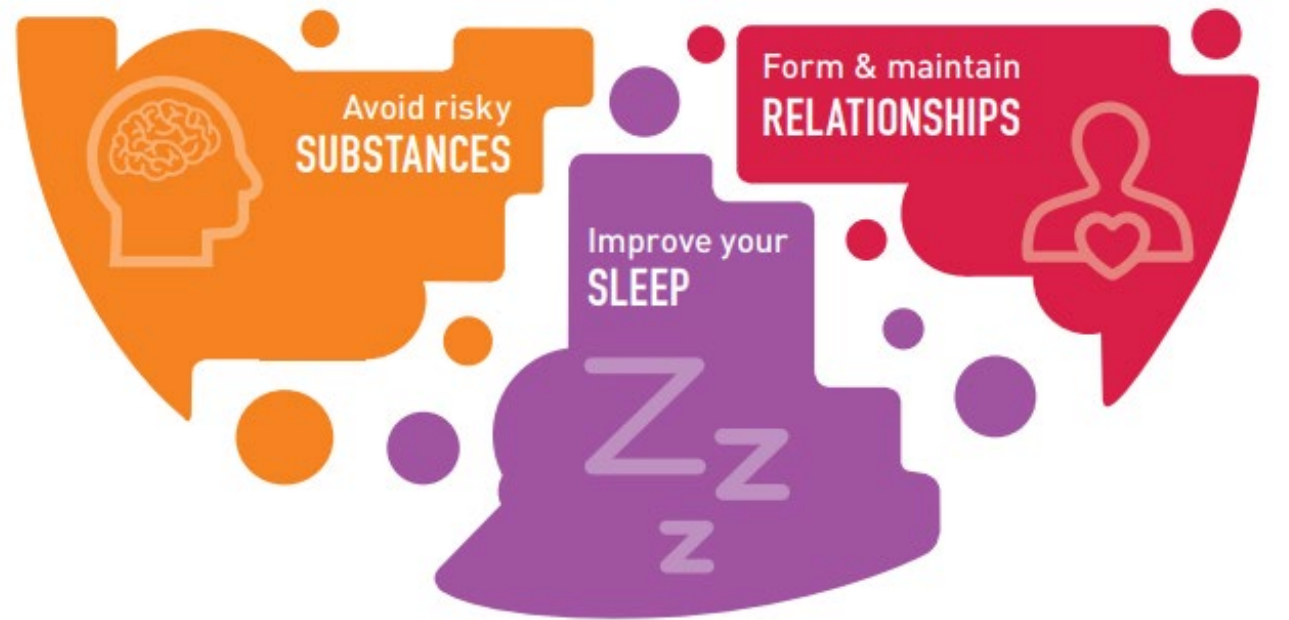 Avoid risky
SUBSTANCES
Form & maintain
RELATIONSHIPS
Improve your
SLEEP
Z
z
z